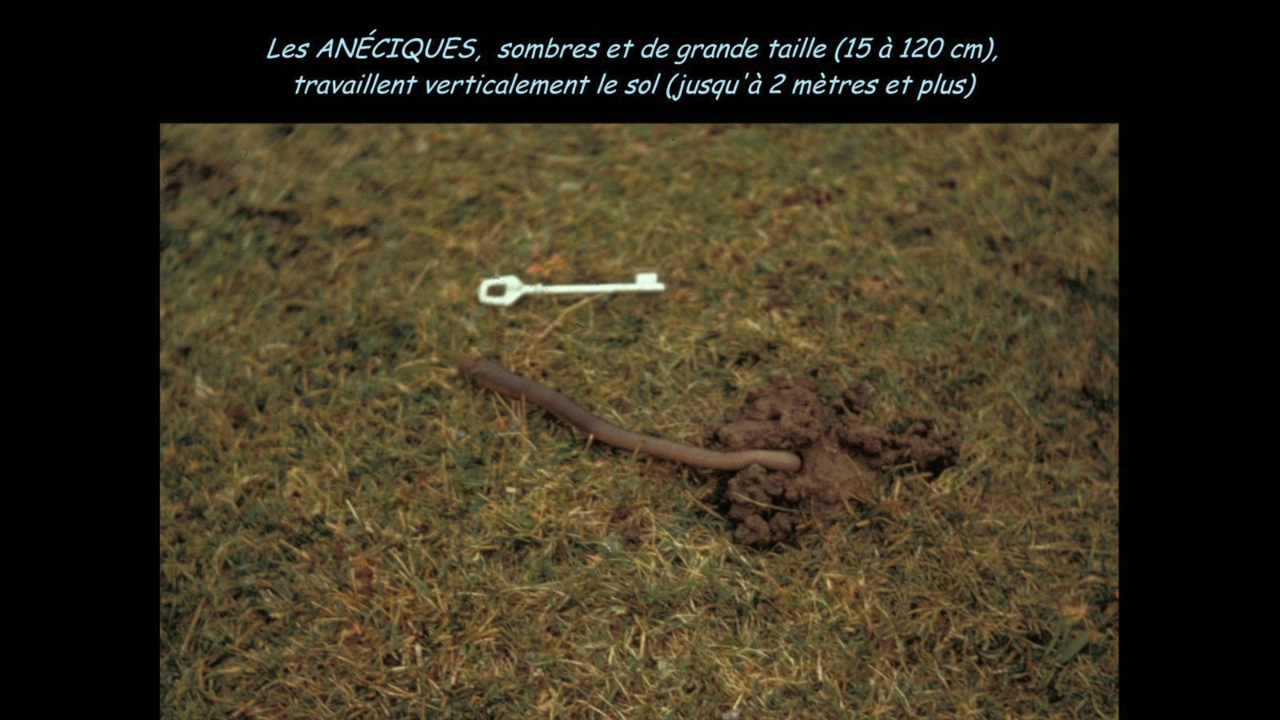 Les ANÉCIQUES, sombres et de grande taille (15 à 120 cm),
travaillent verticalement le sol (jusqu'à 2 mètres et plus)